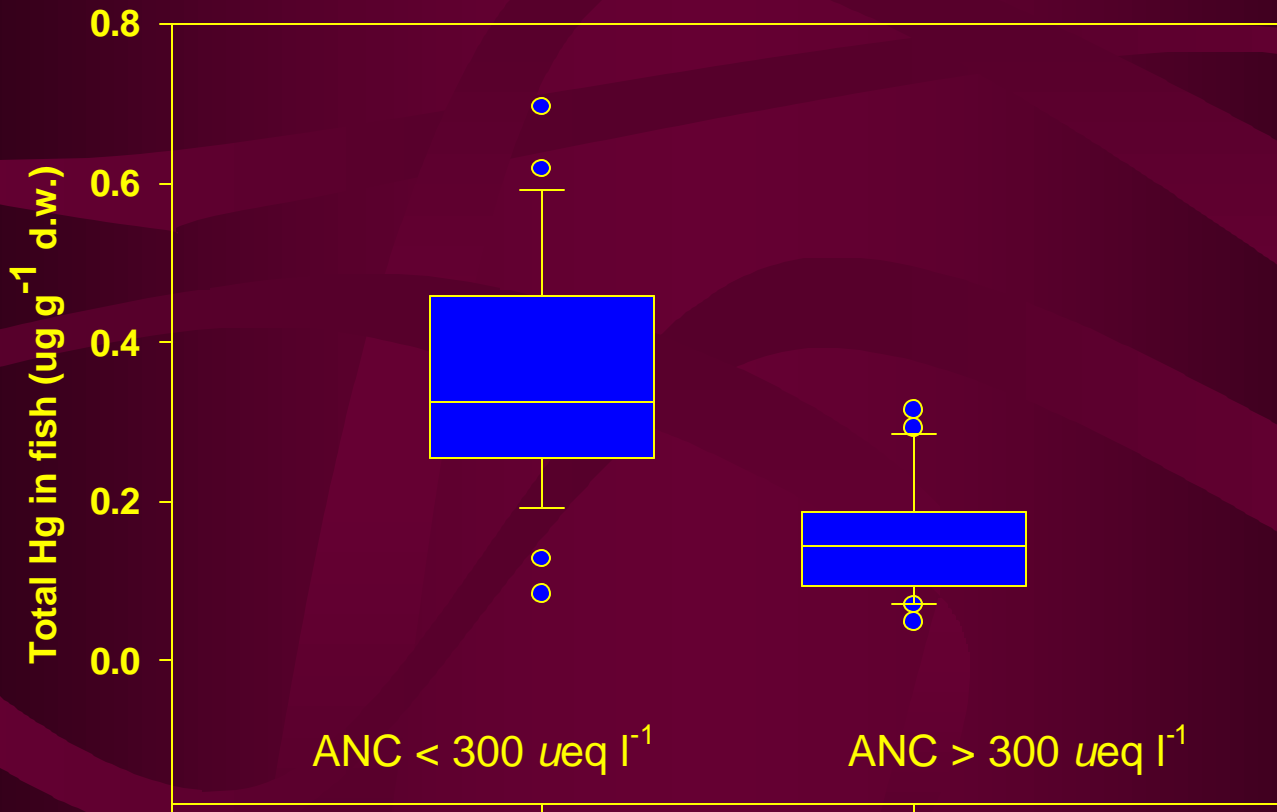 Total Hg in fish (ug g⁻¹ d.w.)
0.8
0.6
0.4
0.2
0.0
ANC < 300 ueq l⁻¹
ANC > 300 ueq l⁻¹